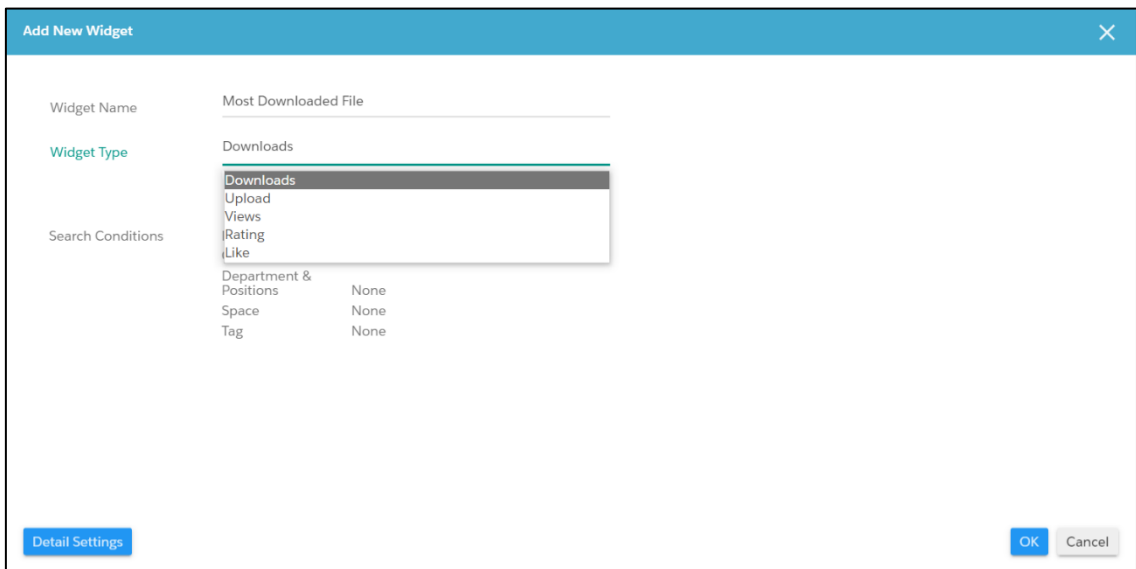 Add New Widget
Widget Name
Most Downloaded File
Widget Type
Downloads
Downloads
Upload
Views
Rating
Like
Search Conditions
Department &
Positions None
Space None
Tag None
Detail Settings
OK Cancel